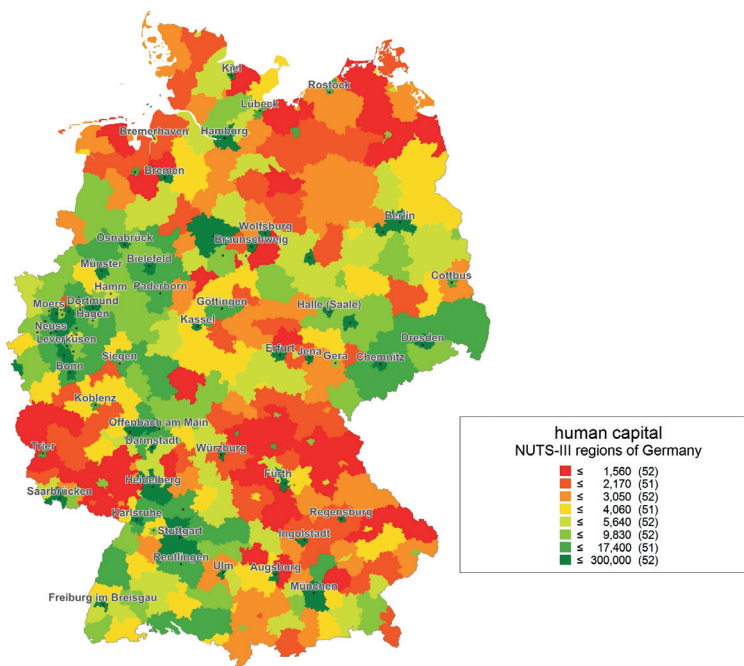 Kiel
Rostock
Lübeck
Bremerhaven
Hamburg
Bremen
Berlin
Wolfsburg
Osnabrück
Braunschweig
Münster
Bielefeld
Cottbus
Hamm
Paderborn
Moers
Dortmund
Göttingen
Halle (Saale)
Hagen
Neuss
Kassel
Leverkusen
Dresden
Erfurt
Jona
Gera
Siegen
Chemnitz
Bonn
Koblenz
Offenbach am Main
Trier
Darmstadt
Würzburg
Heidelberg
Fürth
Saarbrücken
Karlsruhe
Regensburg
Stuttgart
Ingolstadt
Reutlingen
Ulm
Augsburg
München
Freiburg im Breisgau
human capital
NUTS-III regions of Germany
≤ 1,560 (52)
≤ 2,170 (51)
≤ 3,050 (52)
≤ 4,060 (51)
≤ 5,640 (52)
≤ 9,830 (52)
≤ 17,400 (51)
≤ 300,000 (52)